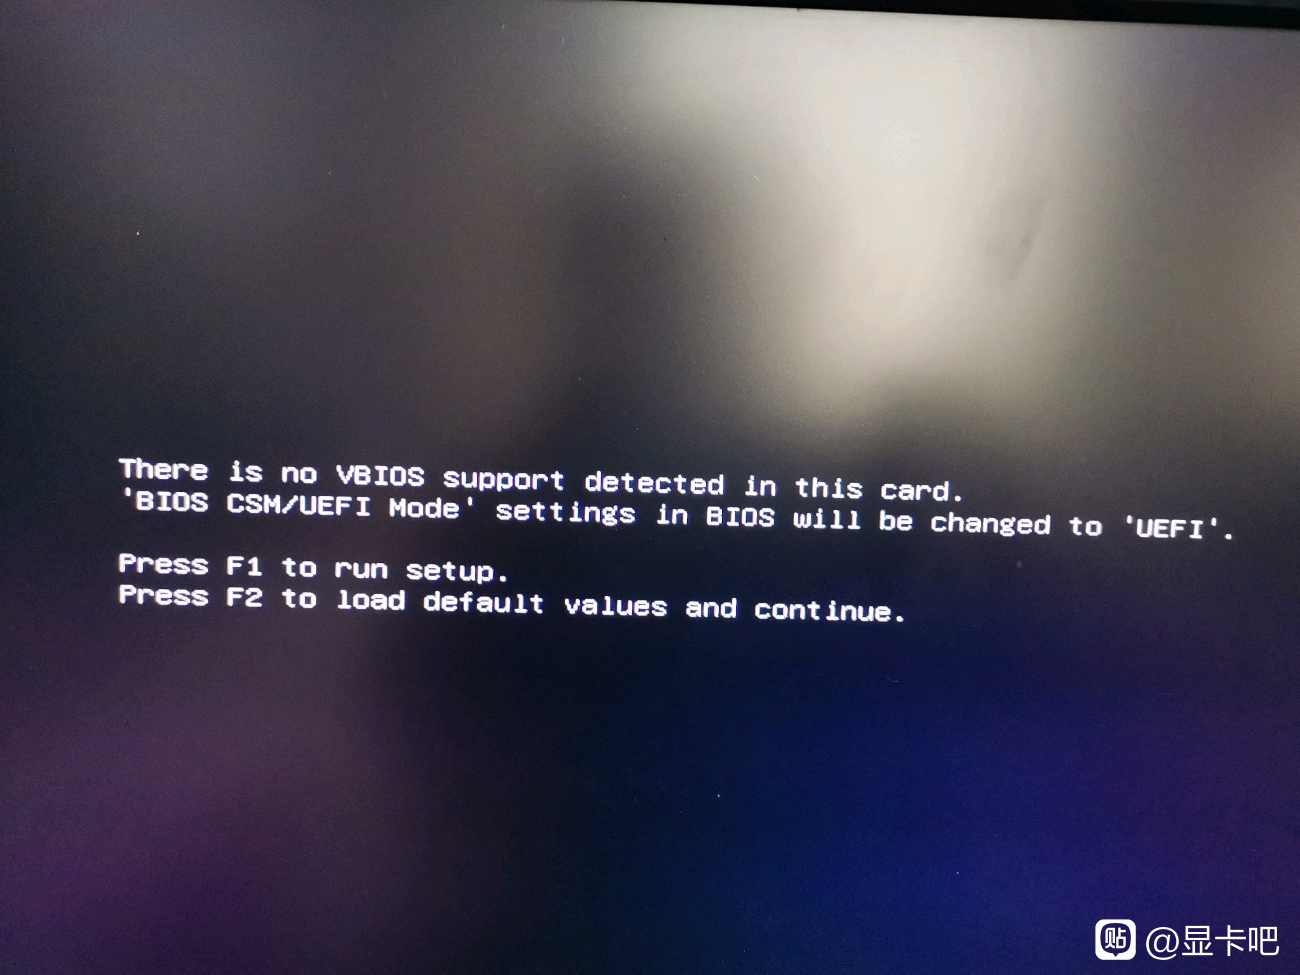 There is no VBIOS support detected in this card.
'BIOS CSM/UEFI Mode' settings in BIOS will be changed to 'UEFI'.
Press F1 to run setup.
Press F2 to load default values and continue.
贴 @显卡吧